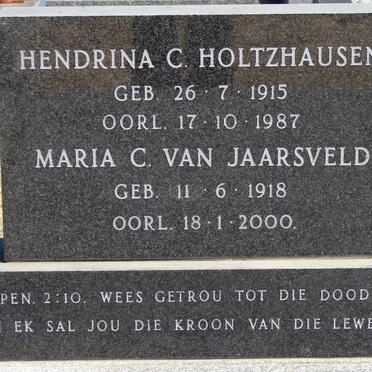 HENDRINA C. HOLTZHAUSEN
GEB. 26·7·1915
OORL. 17·10·1987
MARIA C. VAN JAARSVELD
GEB. 11·6·1918
OORL. 18·1·2000.
OPEN. 2:10. WEES GETROU TOT DIE DOOD
EK SAL JOU DIE KROON VAN DIE LEWE